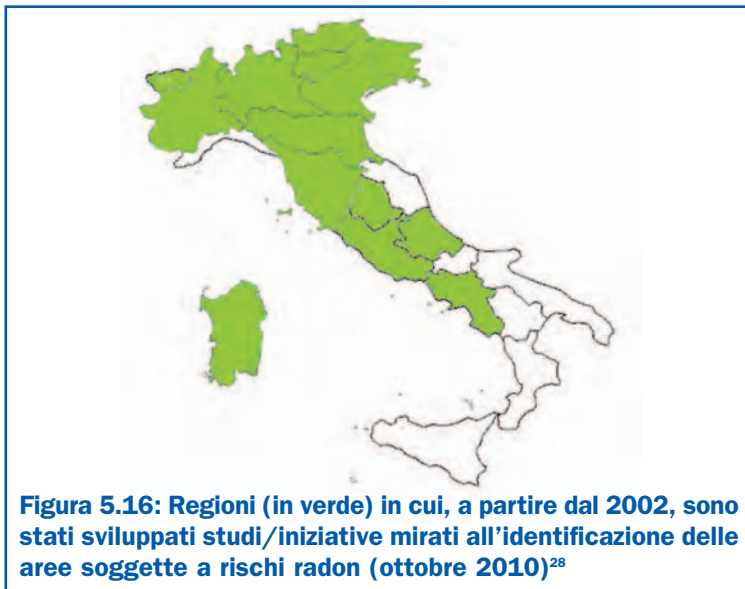 Figura 5.16: Regioni (in verde) in cui, a partire dal 2002, sono
stati sviluppati studi/iniziative mirati all'identificazione delle
aree soggette a rischi radon (ottobre 2010)²⁸